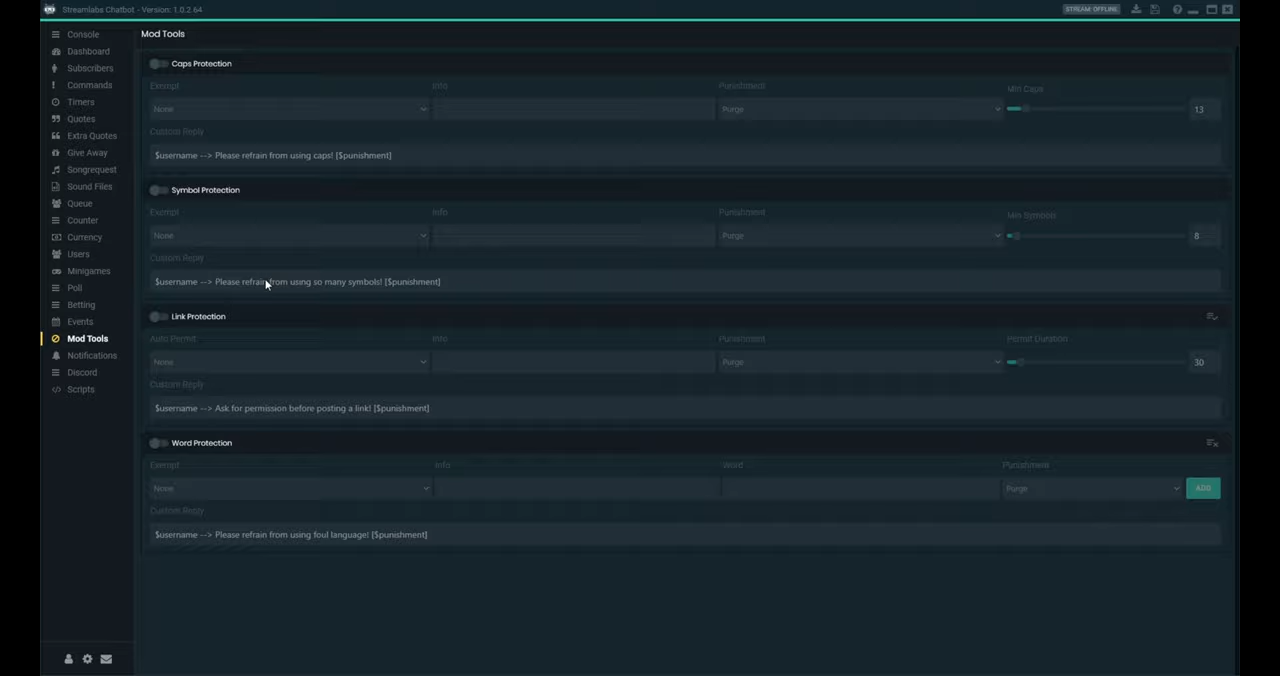 Streamlabs Chatbot - Version: 1.0.2.64
STREAM: OFFLINE
Console
Dashboard
Subscribers
Commands
Timers
Quotes
Extra Quotes
Give Away
Songrequest
Sound Files
Queue
Counter
Currency
Users
Minigames
Poll
Betting
Events
Mod Tools
Notifications
Discord
Scripts
Mod Tools
Caps Protection
Exempt Info Punishment Min Caps
None Purge 13
Custom Reply
$username --> Please refrain from using caps! [$punishment]
Symbol Protection
Exempt Info Punishment Min Symbols
None Purge 8
Custom Reply
$username --> Please refrain from using so many symbols! [$punishment]
Link Protection
Auto Permit Info Punishment Permit Duration
None Purge 30
Custom Reply
$username --> Ask for permission before posting a link! [$punishment]
Word Protection
Exempt Info Word Punishment
None Purge ADD
Custom Reply
$username --> Please refrain from using foul language! [$punishment]